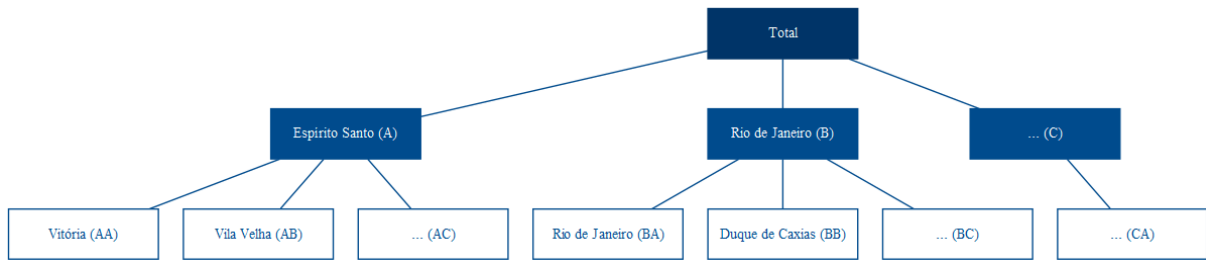 Total
Espírito Santo (A)
Rio de Janeiro (B)
... (C)
Vitória (AA)
Vila Velha (AB)
... (AC)
Rio de Janeiro (BA)
Duque de Caxias (BB)
... (BC)
... (CA)